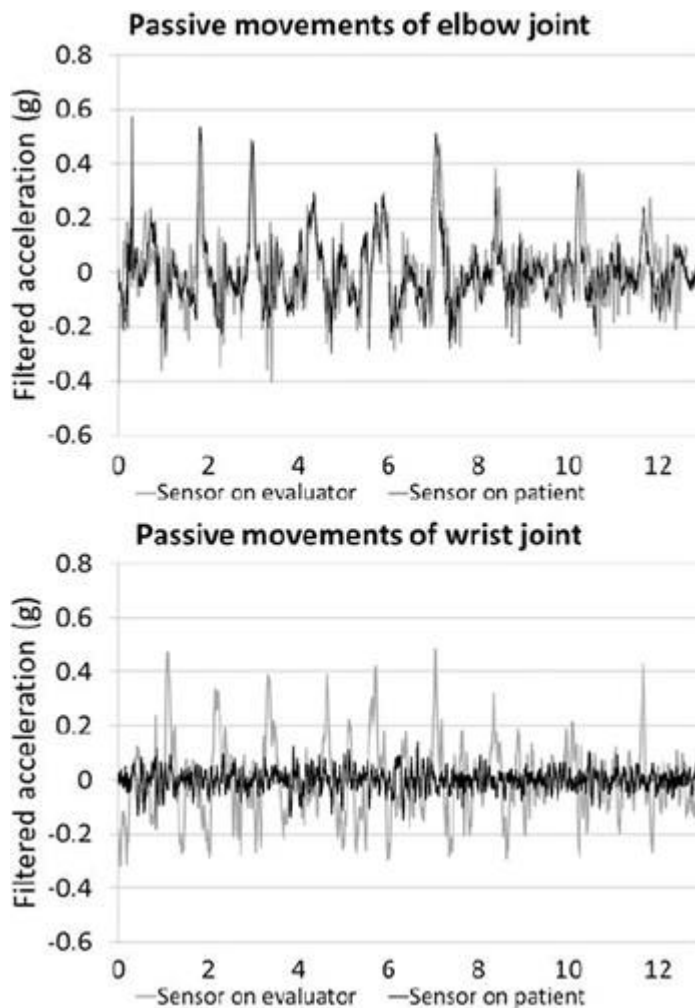 Passive movements of elbow joint
Filtered acceleration (g)
0.8
0.6
0.4
0.2
0
-0.2
-0.4
-0.6
0 2 4 6 8 10 12
Sensor on evaluator Sensor on patient
Passive movements of wrist joint
Filtered acceleration (g)
0.8
0.6
0.4
0.2
0
-0.2
-0.4
-0.6
0 2 4 6 8 10 12
Sensor on evaluator Sensor on patient